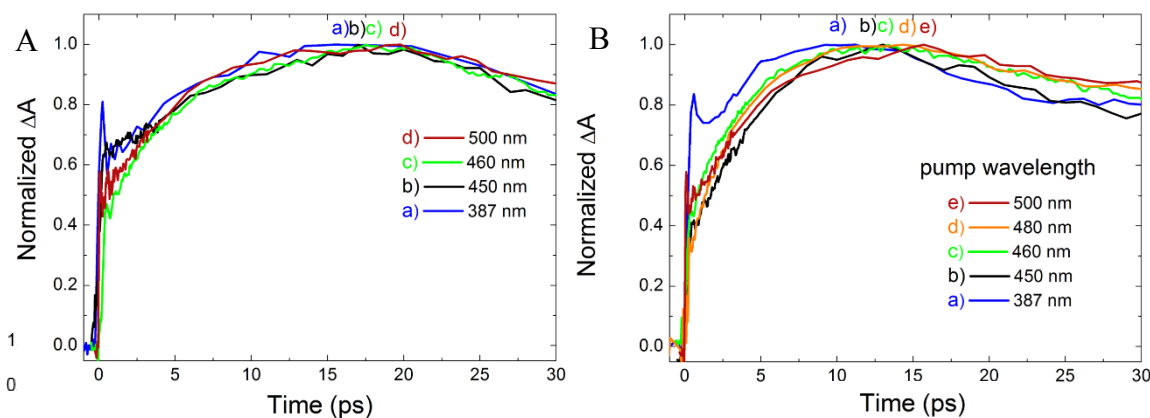 A
a) b) c) d)
1.0
0.8
0.6
0.4
0.2
0.0
Normalized ΔA
d) 500 nm
c) 460 nm
b) 450 nm
a) 387 nm
0 5 10 15 20 25 30
Time (ps)
1
0
B
a) b) c) d) e)
1.0
0.8
0.6
0.4
0.2
0.0
Normalized ΔA
pump wavelength
e) 500 nm
d) 480 nm
c) 460 nm
b) 450 nm
a) 387 nm
0 5 10 15 20 25 30
Time (ps)